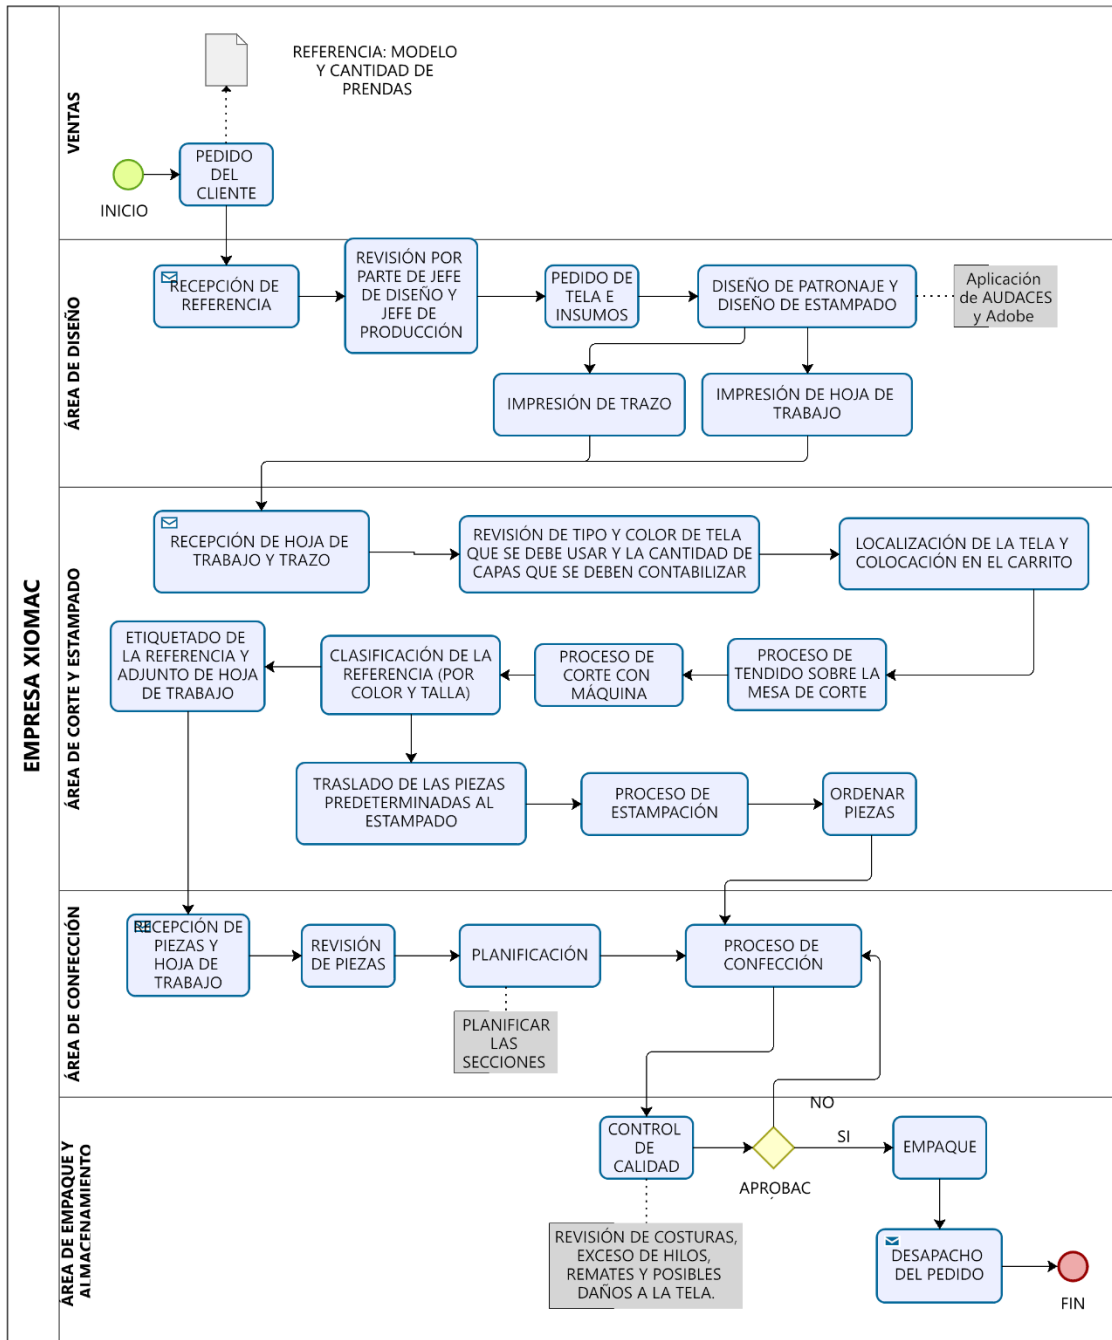 EMPRESA XIOMAC
VENTAS
REFERENCIA: MODELO
Y CANTIDAD DE
PRENDAS
INICIO
PEDIDO
DEL
CLIENTE
ÁREA DE DISEÑO
RECEPCIÓN DE
REFERENCIA
REVISIÓN POR
PARTE DE JEFE
DE DISEÑO Y
JEFE DE
PRODUCCIÓN
PEDIDO DE
TELA E
INSUMOS
DISEÑO DE PATRONAJE Y
DISEÑO DE ESTAMPADO
Aplicación
de AUDACES
y Adobe
IMPRESIÓN DE TRAZO
IMPRESIÓN DE HOJA DE
TRABAJO
ÁREA DE CORTE Y ESTAMPADO
RECEPCIÓN DE HOJA DE
TRABAJO Y TRAZO
REVISIÓN DE TIPO Y COLOR DE TELA
QUE SE DEBE USAR Y LA CANTIDAD DE
CAPAS QUE SE DEBEN CONTABILIZAR
LOCALIZACIÓN DE LA TELA Y
COLOCACIÓN EN EL CARRITO
ETIQUETADO DE
LA REFERENCIA Y
ADJUNTO DE HOJA
DE TRABAJO
CLASIFICACIÓN DE LA
REFERENCIA (POR
COLOR Y TALLA)
PROCESO DE
CORTE CON
MÁQUINA
PROCESO DE
TENDIDO SOBRE LA
MESA DE CORTE
TRASLADO DE LAS PIEZAS
PREDETERMINADAS AL
ESTAMPADO
PROCESO DE
ESTAMPACIÓN
ORDENAR
PIEZAS
ÁREA DE CONFECCIÓN
RECEPCIÓN DE
PIEZAS Y
HOJA DE
TRABAJO
REVISIÓN
DE PIEZAS
PLANIFICACIÓN
PROCESO DE
CONFECCIÓN
PLANIFICAR
LAS
SECCIONES
ÁREA DE EMPAQUE Y
ALMACENAMIENTO
CONTROL
DE
CALIDAD
NO
SI
APROBAC
EMPAQUE
REVISIÓN DE COSTURAS,
EXCESO DE HILOS,
REMATES Y POSIBLES
DAÑOS A LA TELA.
DESAPACHO
DEL PEDIDO
FIN